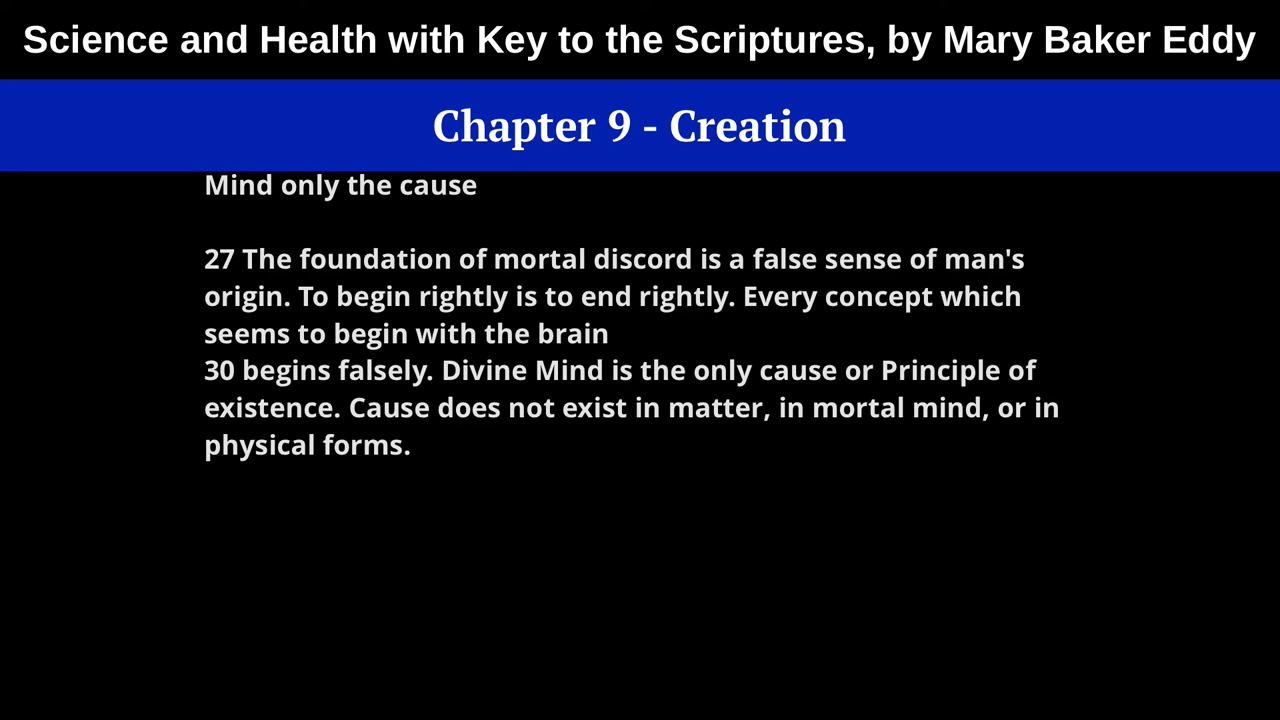 Science and Health with Key to the Scriptures, by Mary Baker Eddy
Chapter 9 - Creation
Mind only the cause
27 The foundation of mortal discord is a false sense of man's
origin. To begin rightly is to end rightly. Every concept which
seems to begin with the brain
30 begins falsely. Divine Mind is the only cause or Principle of
existence. Cause does not exist in matter, in mortal mind, or in
physical forms.